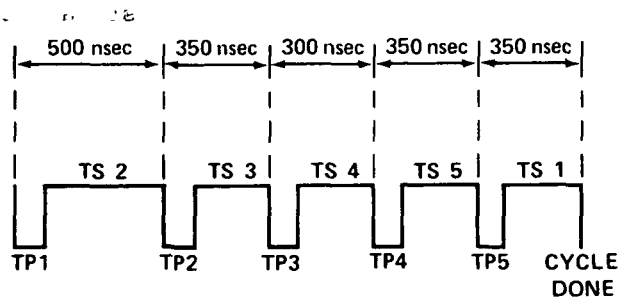 500 nsec 350 nsec 300 nsec 350 nsec 350 nsec
TS 2 TS 3 TS 4 TS 5 TS 1
TP1 TP2 TP3 TP4 TP5 CYCLE
DONE